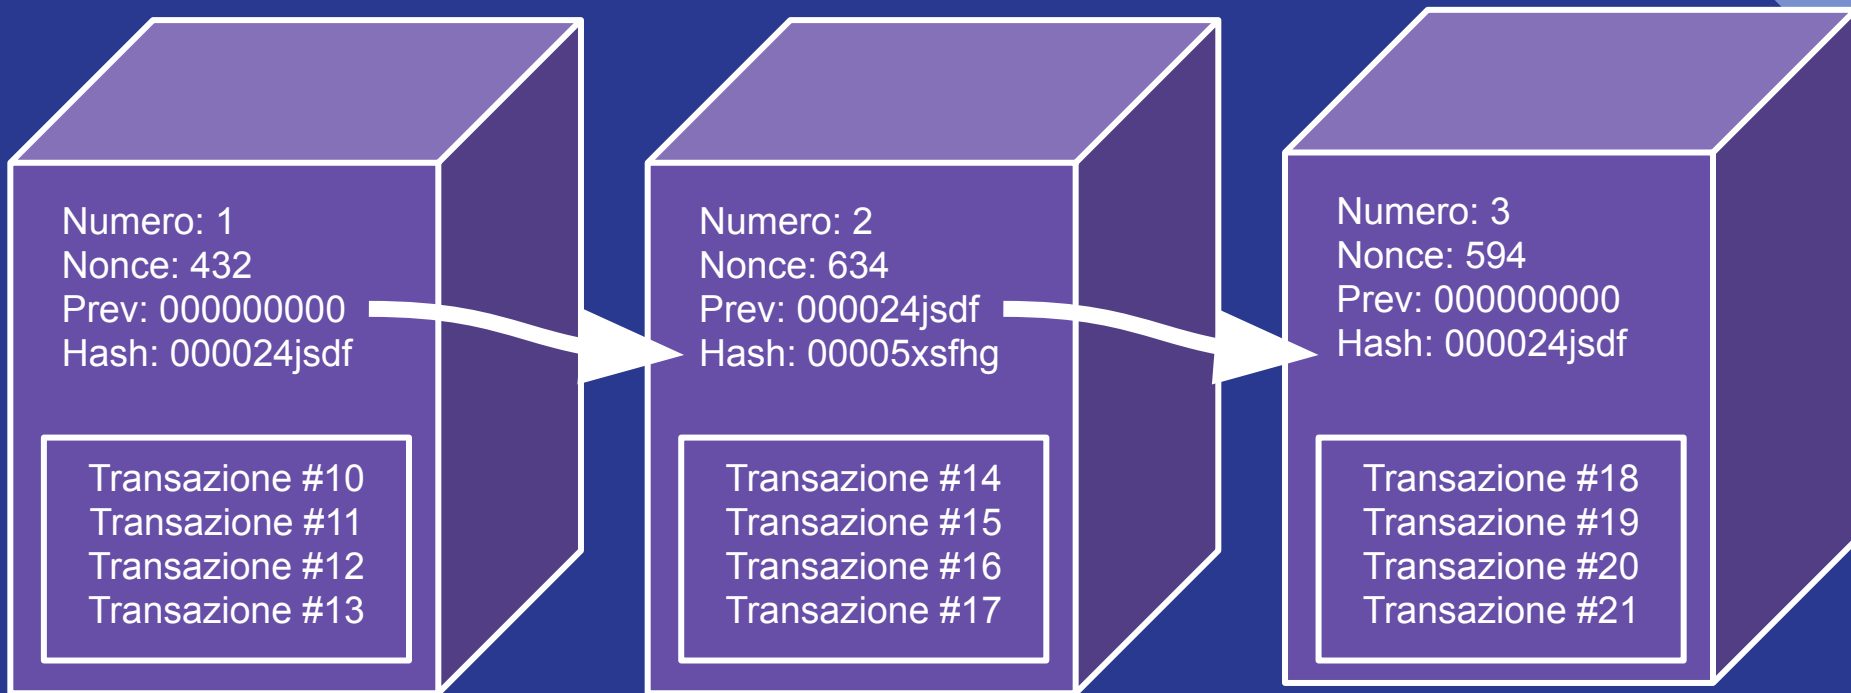 Numero: 1
Nonce: 432
Prev: 000000000
Hash: 000024jsdf
Transazione #10
Transazione #11
Transazione #12
Transazione #13
Numero: 2
Nonce: 634
Prev: 000024jsdf
Hash: 00005xsfhg
Transazione #14
Transazione #15
Transazione #16
Transazione #17
Numero: 3
Nonce: 594
Prev: 000000000
Hash: 000024jsdf
Transazione #18
Transazione #19
Transazione #20
Transazione #21